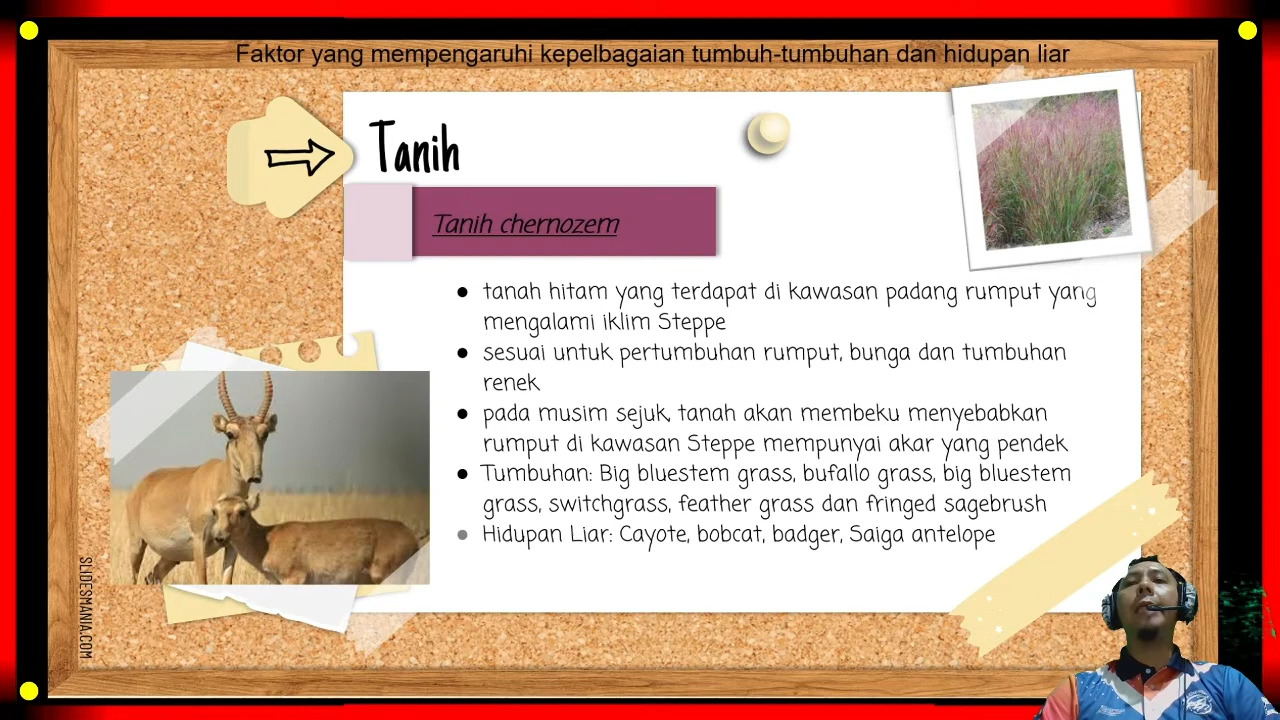 Faktor yang mempengaruhi kepelbagaian tumbuh-tumbuhan dan hidupan liar
Tanih
Tanih chernozem
● tanah hitam yang terdapat di kawasan padang rumput yang
mengalami iklim Steppe
● sesuai untuk pertumbuhan rumput, bunga dan tumbuhan
renek
● pada musim sejuk, tanah akan membeku menyebabkan
rumput di kawasan Steppe mempunyai akar yang pendek
● Tumbuhan: Big bluestem grass, bufallo grass, big bluestem
grass, switchgrass, feather grass dan fringed sagebrush
● Hidupan Liar: Cayote, bobcat, badger, Saiga antelope
SLIDESMANIA.COM